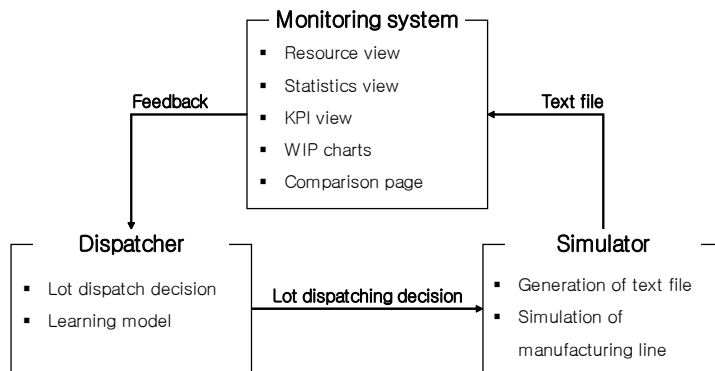 Monitoring system
▪ Resource view
▪ Statistics view
▪ KPI view
▪ WIP charts
▪ Comparison page
Feedback
Text file
Dispatcher
▪ Lot dispatch decision
▪ Learning model
Lot dispatching decision
Simulator
▪ Generation of text file
▪ Simulation of
manufacturing line